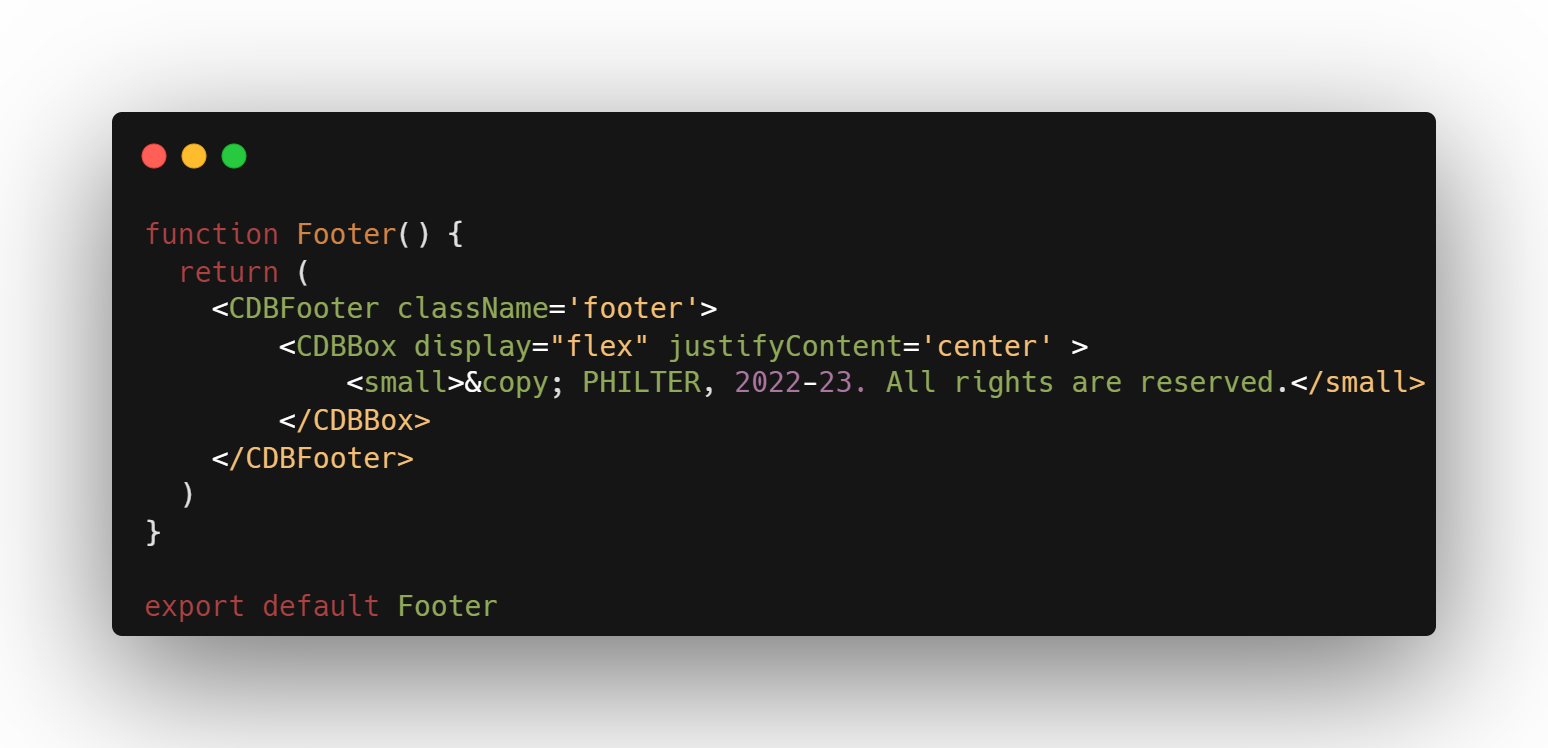 function Footer() {
  return (
    <CDBFooter className='footer'>
        <CDBBox display="flex" justifyContent='center' >
            <small>&copy; PHILTER, 2022-23. All rights are reserved.</small>
        </CDBBox>
    </CDBFooter>
  )
}

export default Footer